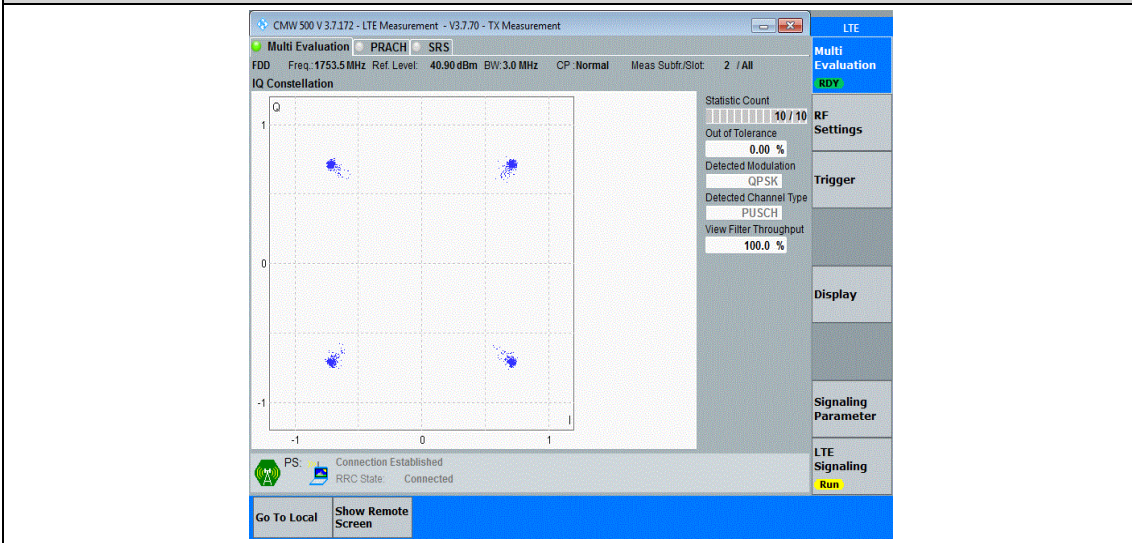 CMW 500 V 3.7.172 - LTE Measurement - V3.7.70 - TX Measurement
LTE
Multi Evaluation PRACH SRS
Multi
Evaluation
RDY
FDD Freq.:1753.5 MHz Ref. Level: 40.90 dBm BW:3.0 MHz CP :Normal Meas Subfr./Slot: 2 / All
IQ Constellation
Q
1
0
-1
-1 0 1
I
Statistic Count
10 / 10
Out of Tolerance
0.00 %
Detected Modulation
QPSK
Detected Channel Type
PUSCH
View Filter Throughput
100.0 %
RF
Settings
Trigger
Display
Signaling
Parameter
LTE
Signaling
Run
PS: Connection Established
RRC State: Connected
Go To Local
Show Remote
Screen